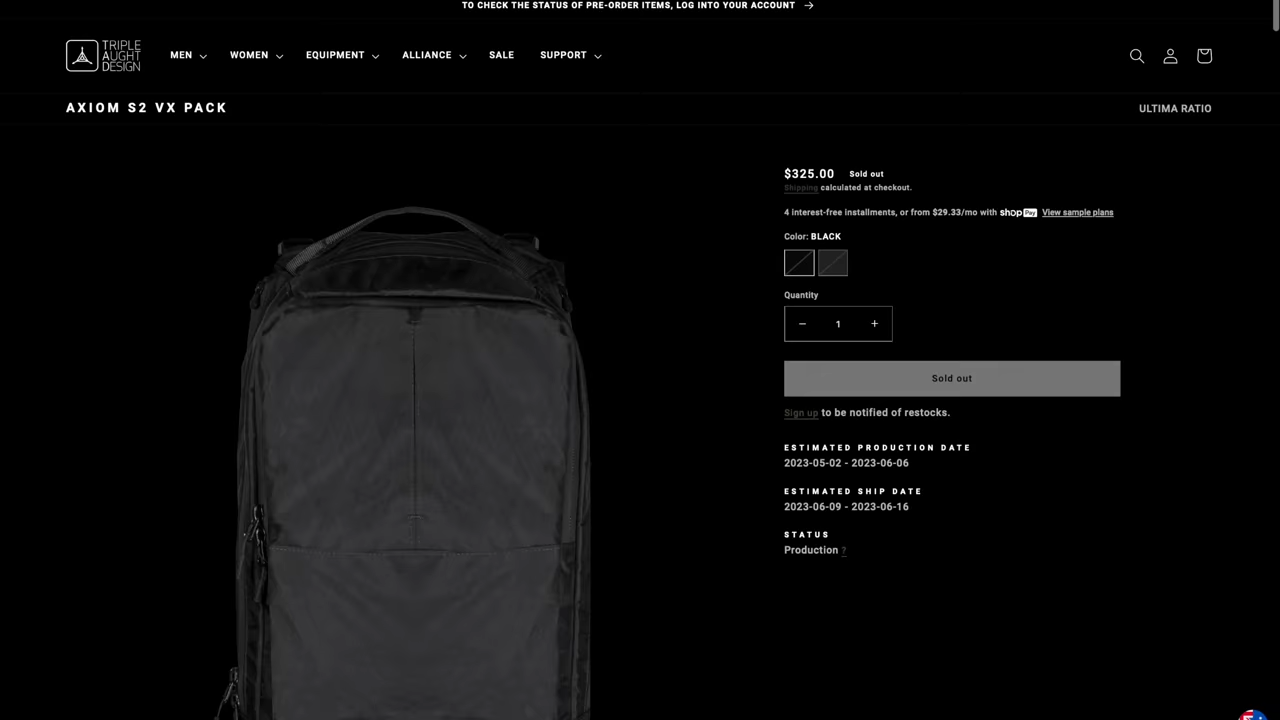 TO CHECK THE STATUS OF PRE-ORDER ITEMS, LOG INTO YOUR ACCOUNT →
TRIPLE
AUGHT
DESIGN
MEN WOMEN EQUIPMENT ALLIANCE SALE SUPPORT
AXIOM S2 VX PACK
ULTIMA RATIO
$325.00 Sold out
Shipping calculated at checkout.
4 interest-free installments, or from $29.33/mo with shop Pay View sample plans
Color: BLACK
Quantity
− 1 +
Sold out
Sign up to be notified of restocks.
ESTIMATED PRODUCTION DATE
2023-05-02 - 2023-06-06
ESTIMATED SHIP DATE
2023-06-09 - 2023-06-16
STATUS
Production ?